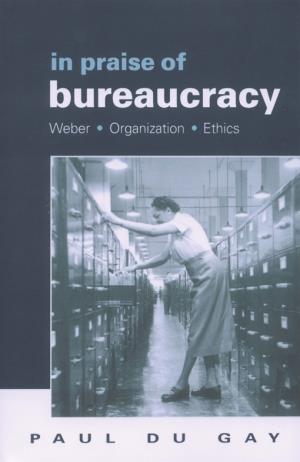 in praise of
bureaucracy
Weber • Organization • Ethics
PAUL DU GAY